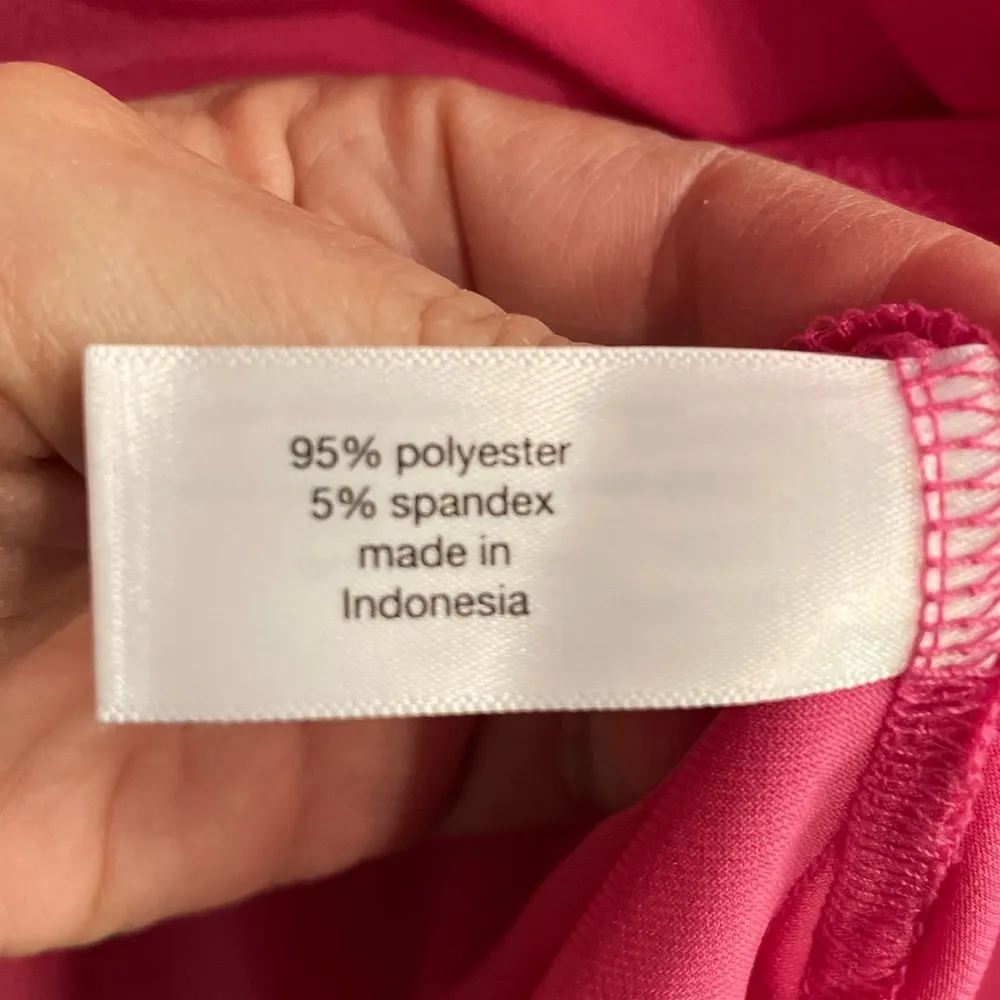 95% polyester
5% spandex
made in
Indonesia